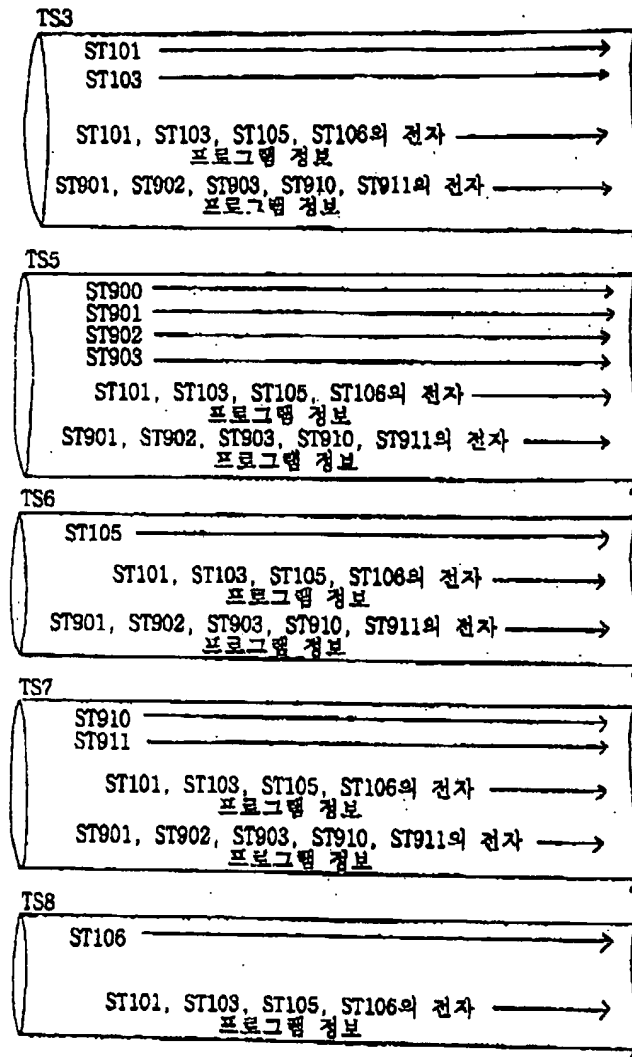 TS3
ST101
ST103
ST101, ST103, ST105, ST106의 전자
프로그램 정보
ST901, ST902, ST903, ST910, ST911의 전자
프로그램 정보
TS5
ST900
ST901
ST902
ST903
ST101, ST103, ST105, ST106의 전자
프로그램 정보
ST901, ST902, ST903, ST910, ST911의 전자
프로그램 정보
TS6
ST105
ST101, ST103, ST105, ST106의 전자
프로그램 정보
ST901, ST902, ST903, ST910, ST911의 전자
프로그램 정보
TS7
ST910
ST911
ST101, ST103, ST105, ST106의 전자
프로그램 정보
ST901, ST902, ST903, ST910, ST911의 전자
프로그램 정보
TS8
ST106
ST101, ST103, ST105, ST106의 전자
프로그램 정보